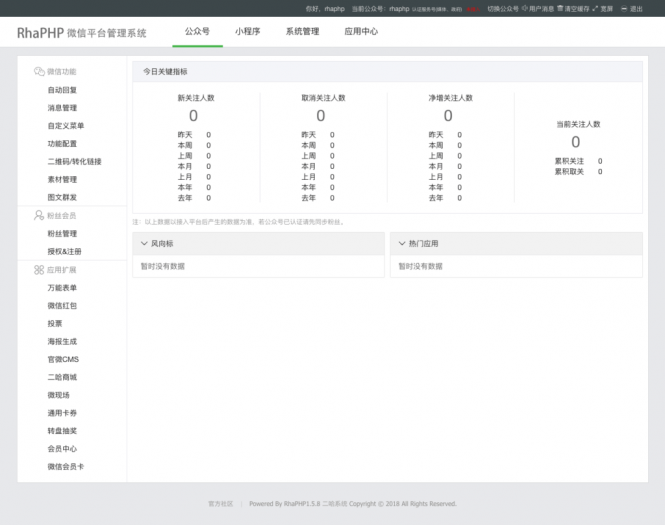 你好，rhaphp 当前公众号：rhaphp 认证服务号(媒体、政府) 切换公众号 用户消息 清空缓存 宽屏 退出
RhaPHP 微信平台管理系统 公众号 小程序 系统管理 应用中心
微信功能
自动回复
消息管理
自定义菜单
功能配置
二维码/转化链接
素材管理
图文群发
粉丝会员
粉丝管理
授权&注册
应用扩展
万能表单
微信红包
投票
海报生成
官微CMS
二哈商城
微现场
通用卡券
转盘抽奖
会员中心
微信会员卡
今日关键指标
新关注人数
0
昨天 0
本周 0
上周 0
本月 0
上月 0
本年 0
去年 0
取消关注人数
0
昨天 0
本周 0
上周 0
本月 0
上月 0
本年 0
去年 0
净增关注人数
0
昨天 0
本周 0
上周 0
本月 0
上月 0
本年 0
去年 0
当前关注人数
0
累积关注 0
累积取关 0
注：以上数据以接入平台后产生的数据为准，若公众号已认证请先同步粉丝。
风向标
暂时没有数据
热门应用
暂时没有数据
官方社区 | Powered By RhaPHP1.5.8 二哈系统 Copyright © 2018 All Rights Reserved.